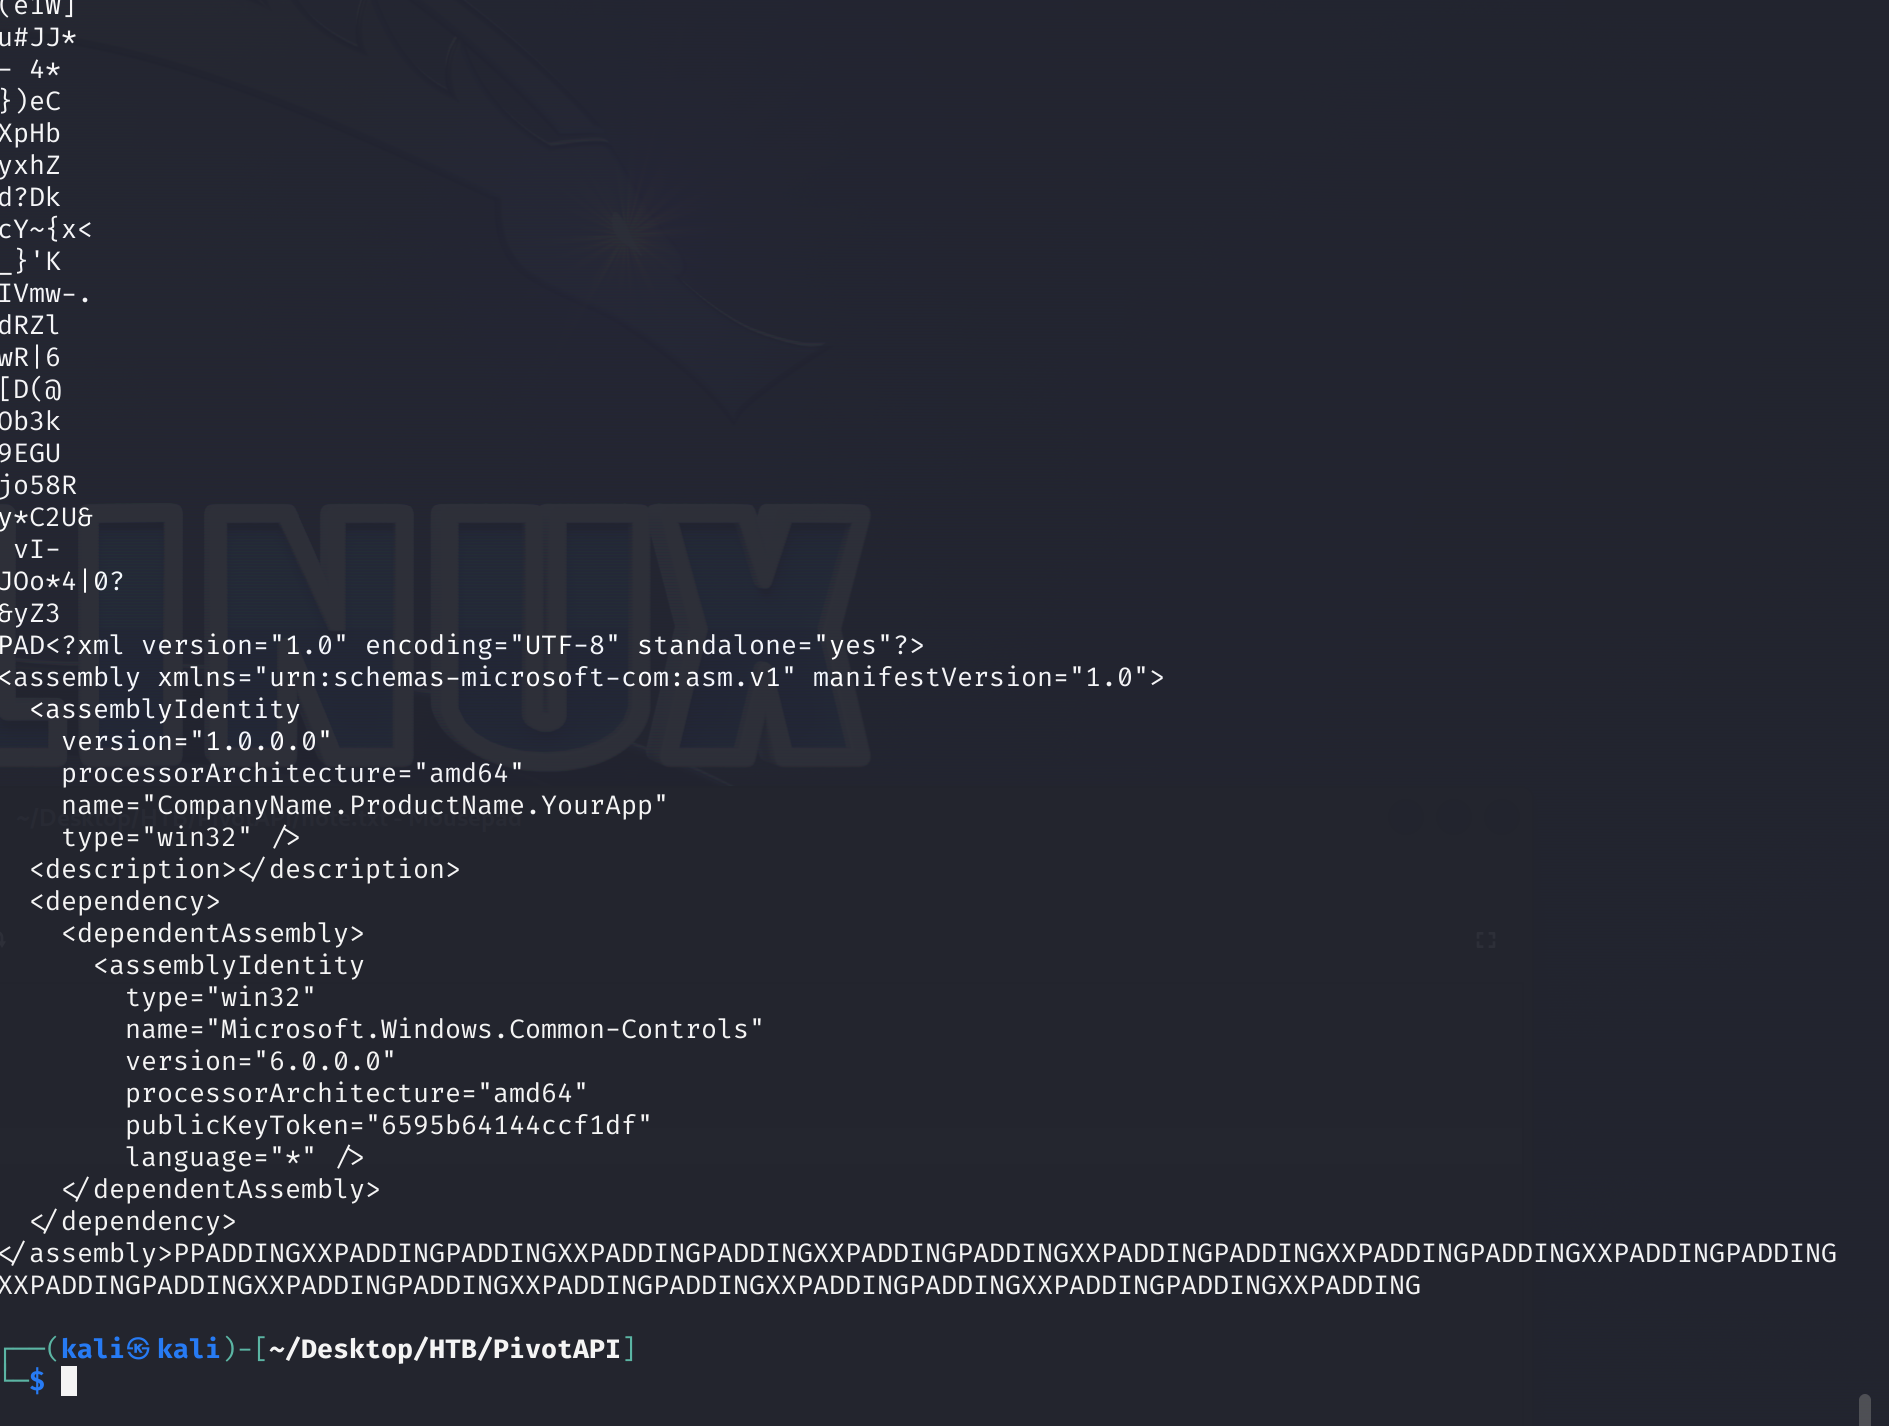 (e1W]
u#JJ*
- 4*
})eC
XpHb
yxhZ
d?Dk
cY~{x<
_}'K
IVmw-.
dRZl
wR|6
[D(@
Ob3k
9EGU
jo58R
y*C2U&
 vI-
JOo*4|0?
&yZ3
PAD<?xml version="1.0" encoding="UTF-8" standalone="yes"?>
<assembly xmlns="urn:schemas-microsoft-com:asm.v1" manifestVersion="1.0">
  <assemblyIdentity
    version="1.0.0.0"
    processorArchitecture="amd64"
    name="CompanyName.ProductName.YourApp"
    type="win32" />
  <description></description>
  <dependency>
    <dependentAssembly>
      <assemblyIdentity
        type="win32"
        name="Microsoft.Windows.Common-Controls"
        version="6.0.0.0"
        processorArchitecture="amd64"
        publicKeyToken="6595b64144ccf1df"
        language="*" />
    </dependentAssembly>
  </dependency>
</assembly>PPADDINGXXPADDINGPADDINGXXPADDINGPADDINGXXPADDINGPADDINGXXPADDINGPADDINGXXPADDINGPADDINGXXPADDINGPADDING
XXPADDINGPADDINGXXPADDINGPADDINGXXPADDINGPADDINGXXPADDINGPADDINGXXPADDINGPADDINGXXPADDING
┌──(kali㉿kali)-[~/Desktop/HTB/PivotAPI]
└─$